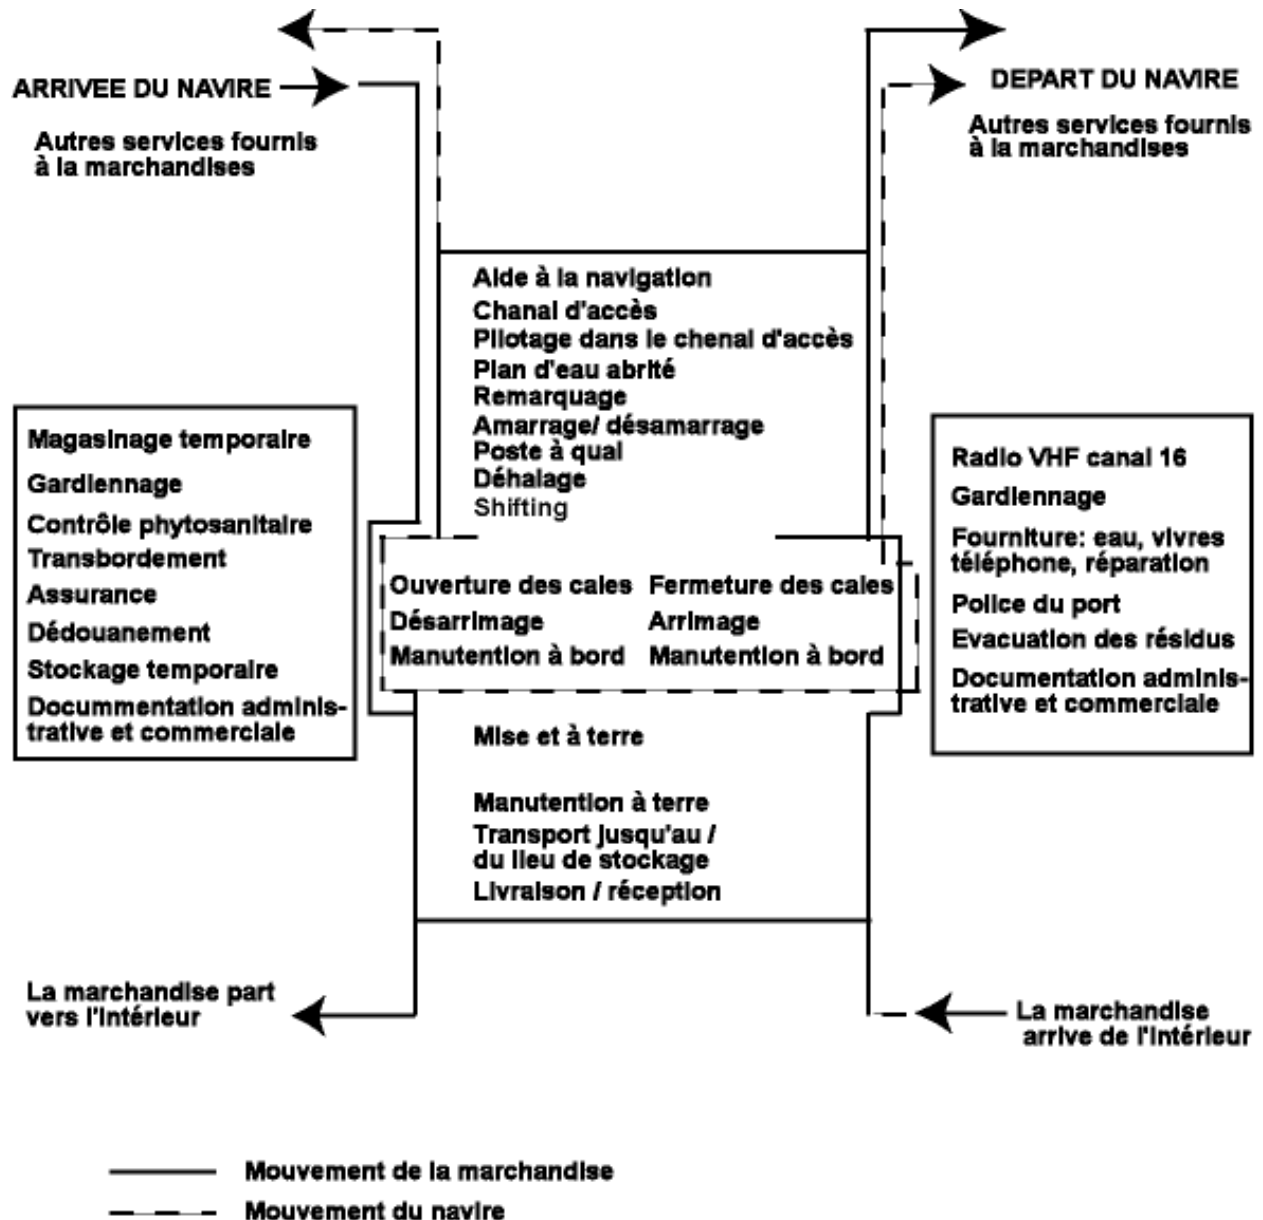 ARRIVEE DU NAVIRE
DEPART DU NAVIRE
Autres services fournis
à la marchandises
Autres services fournis
à la marchandises
Aide à la navigation
Chanal d'accès
Pilotage dans le chenal d'accès
Plan d'eau abrité
Remarquage
Amarrage/ désamarrage
Poste à qual
Déhalage
Shifting
Magasinage temporaire
Gardiennage
Contrôle phytosanitaire
Transbordement
Assurance
Dédouanement
Stockage temporaire
Docummentation adminis-
trative et commerciale
Ouverture des cales
Fermeture des cales
Désarrimage
Arrimage
Manutention à bord
Manutention à bord
Radio VHF canal 16
Gardiennage
Fourniture: eau, vivres
téléphone, réparation
Police du port
Evacuation des résidus
Documentation adminis-
trative et commerciale
Mise et à terre
Manutention à terre
Transport jusqu'au /
du lieu de stockage
Livraison / réception
La marchandise part
vers l'intérieur
La marchandise
arrive de l'intérieur
Mouvement de la marchandise
Mouvement du navire